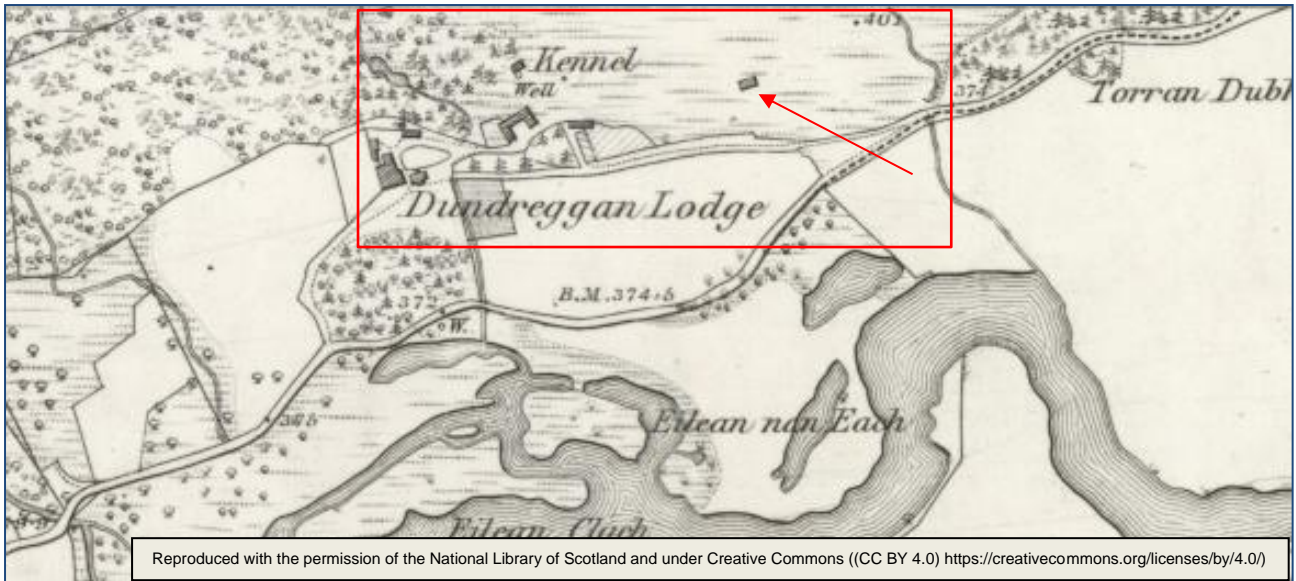 .401
Kennel
Well
374
Torran Dubh
Dundreggan Lodge
372
B.M. 374.5
W.
Eilean nan Each
375
Eilean Clach
Reproduced with the permission of the National Library of Scotland and under Creative Commons ((CC BY 4.0) https://creativecommons.org/licenses/by/4.0/)